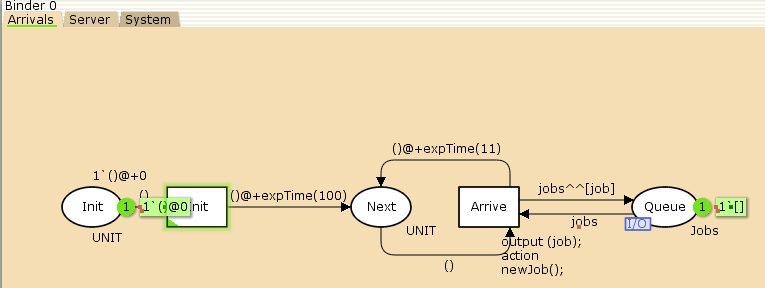 Binder 0
Arrivals Server System
()@+expTime(11)
1`()@+0
()
()@+expTime(100)
jobs^^[job]
Init 1 1`()@0 nit Next Arrive Queue 1 1`[]
jobs I/O
UNIT UNIT Jobs
output (job);
action
newJob();
()